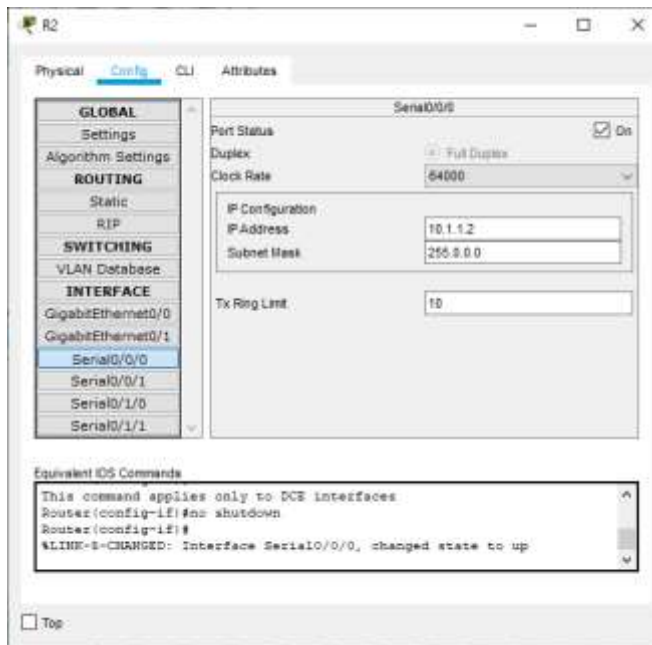 R2
Physical Config CLI Attributes
GLOBAL
Settings
Algorithm Settings
ROUTING
Static
RIP
SWITCHING
VLAN Database
INTERFACE
GigabitEthernet0/0
GigabitEthernet0/1
Serial0/0/0
Serial0/0/1
Serial0/1/0
Serial0/1/1
Serial0/0/0
Port Status On
Duplex Full Duplex
Clock Rate 64000
IP Configuration
IP Address 10.1.1.2
Subnet Mask 255.0.0.0
Tx Ring Limit 10
Equivalent IOS Commands
This command applies only to DCE interfaces
Router(config-if)#no shutdown
Router(config-if)#
%LINK-5-CHANGED: Interface Serial0/0/0, changed state to up
Top